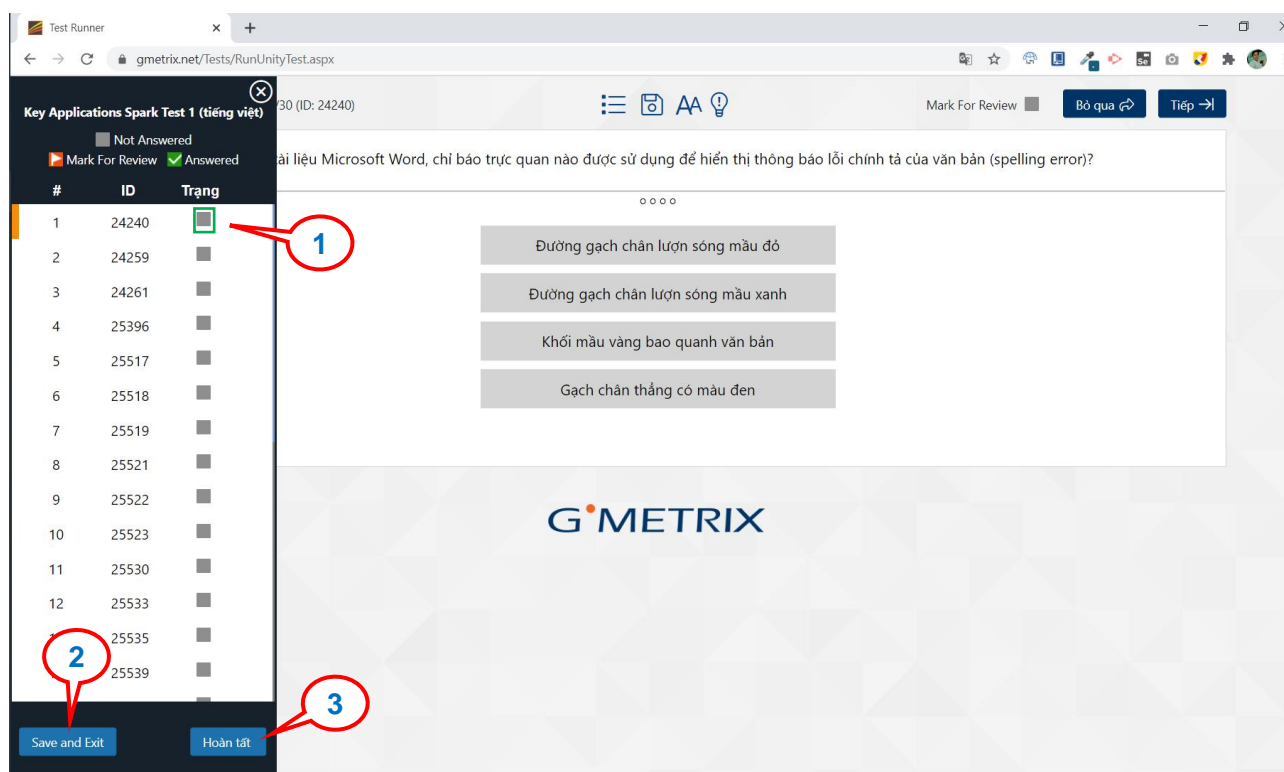 Test Runner
gmetrix.net/Tests/RunUnityTest.aspx
Key Applications Spark Test 1 (tiếng việt)
Not Answered
Mark For Review Answered
# ID Trạng
1 24240
2 24259
3 24261
4 25396
5 25517
6 25518
7 25519
8 25521
9 25522
10 25523
11 25530
12 25533
25535
25539
Save and Exit Hoàn tất
1
2
3
/30 (ID: 24240)
AA
Mark For Review Bỏ qua Tiếp
tài liệu Microsoft Word, chỉ báo trực quan nào được sử dụng để hiển thị thông báo lỗi chính tả của văn bản (spelling error)?
Đường gạch chân lượn sóng mầu đỏ
Đường gạch chân lượn sóng mầu xanh
Khối mầu vàng bao quanh văn bản
Gạch chân thẳng có màu đen
GMETRIX